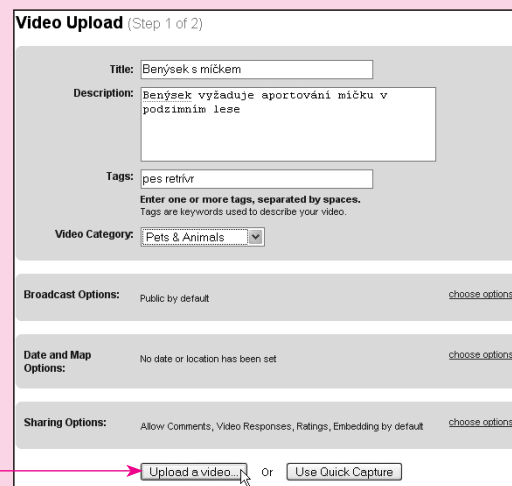 Video Upload (Step 1 of 2)
Title: Benýsek s míčkem
Description: Benýsek vyžaduje aportování míčku v
podzimním lese
Tags: pes retrívr
Enter one or more tags, separated by spaces.
Tags are keywords used to describe your video.
Video Category: Pets & Animals
Broadcast Options: Public by default choose options
Date and Map
Options: No date or location has been set choose options
Sharing Options: Allow Comments, Video Responses, Ratings, Embedding by default choose options
Upload a video... Or Use Quick Capture